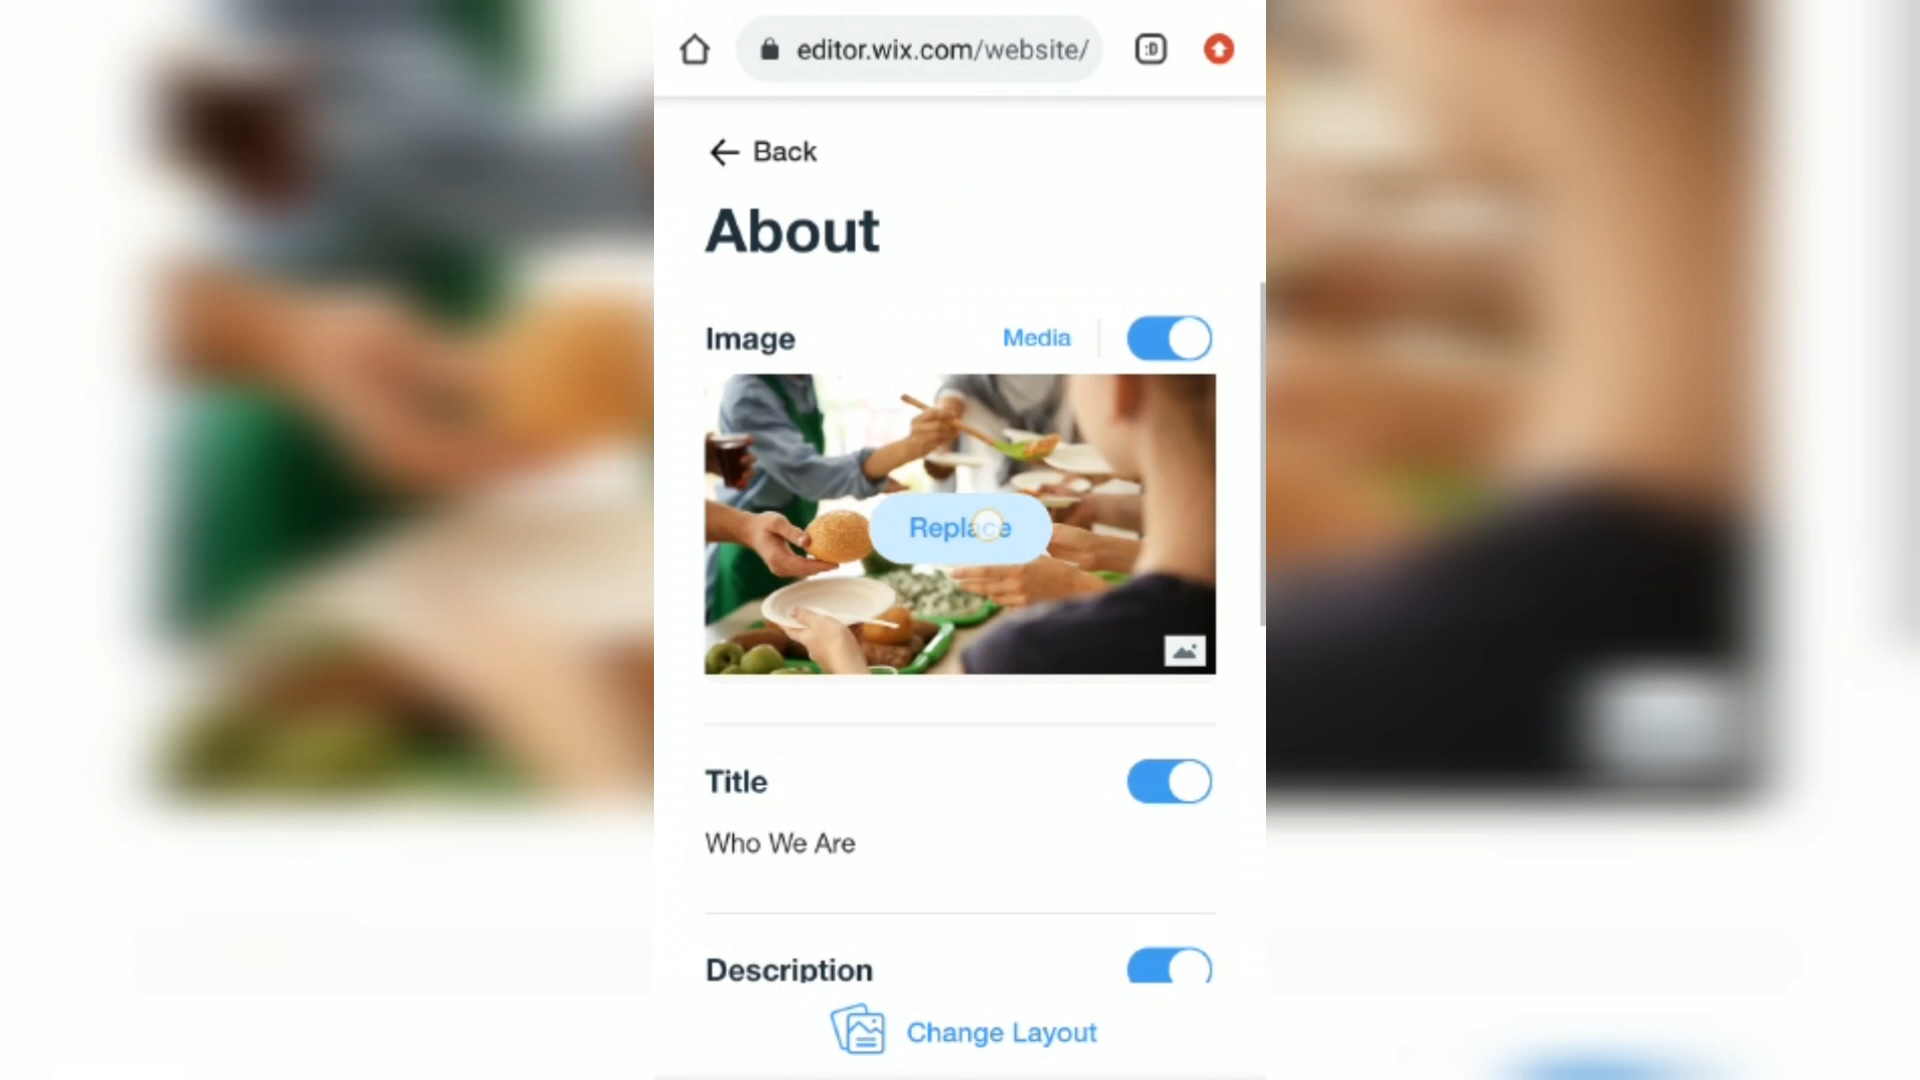 editor.wix.com/website/
:D
Back
About
Image
Media
Replace
Title
Who We Are
Description
Change Layout